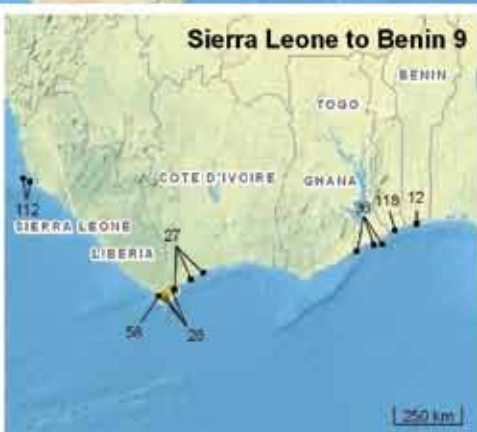 Sierra Leone to Benin 9
BENIN
TOGO
COTE D'IVOIRE
GHANA
112
118
12
SIERRA LEONE
27
LIBERIA
58
26
250 km